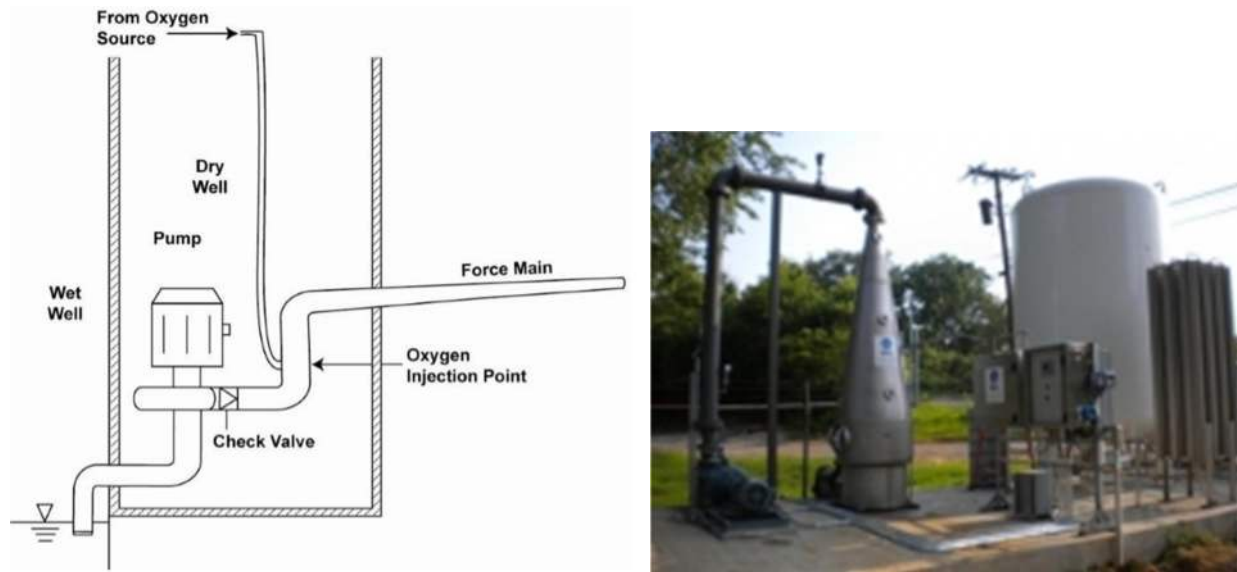 From Oxygen
Source
Dry
Well
Pump
Wet
Well
Force Main
Oxygen
Injection Point
Check Valve